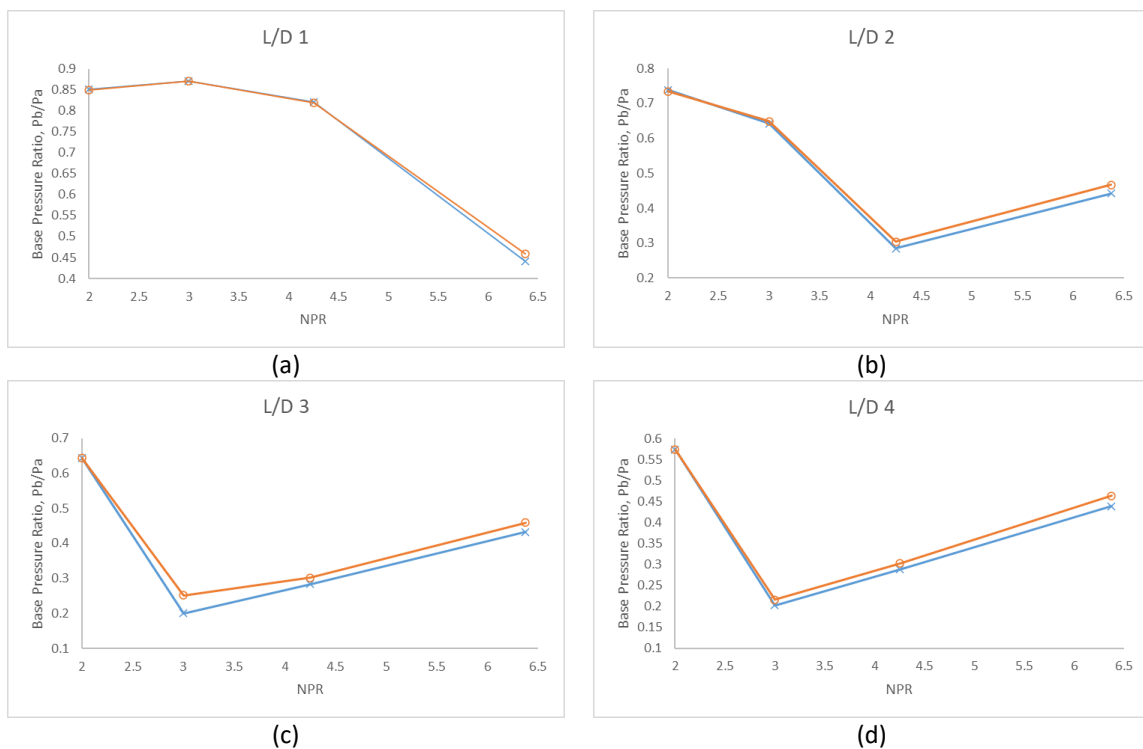 L/D 1
0.9
0.85
0.8
0.75
0.7
0.65
0.6
0.55
0.5
0.45
0.4
Base Pressure Ratio, Pb/Pa
2 2.5 3 3.5 4 4.5 5 5.5 6 6.5
NPR
(a)
L/D 2
0.8
0.7
0.6
0.5
0.4
0.3
0.2
Base Pressure Ratio, Pb/Pa
2 2.5 3 3.5 4 4.5 5 5.5 6 6.5
NPR
(b)
L/D 3
0.7
0.6
0.5
0.4
0.3
0.2
0.1
Base Pressure Ratio, Pb/Pa
2 2.5 3 3.5 4 4.5 5 5.5 6 6.5
NPR
(c)
L/D 4
0.6
0.55
0.5
0.45
0.4
0.35
0.3
0.25
0.2
0.15
0.1
Base Pressure Ratio, Pb/Pa
2 2.5 3 3.5 4 4.5 5 5.5 6 6.5
NPR
(d)